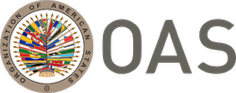 ORGANIZATION OF AMERICAN STATES
OAS